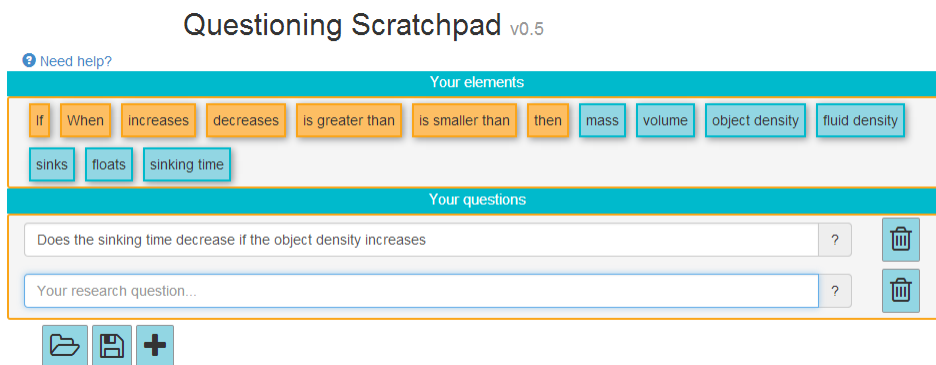 Questioning Scratchpad v0.5
Need help?
Your elements
If When increases decreases is greater than is smaller than then mass volume object density fluid density
sinks floats sinking time
Your questions
Does the sinking time decrease if the object density increases ?
Your research question... ?